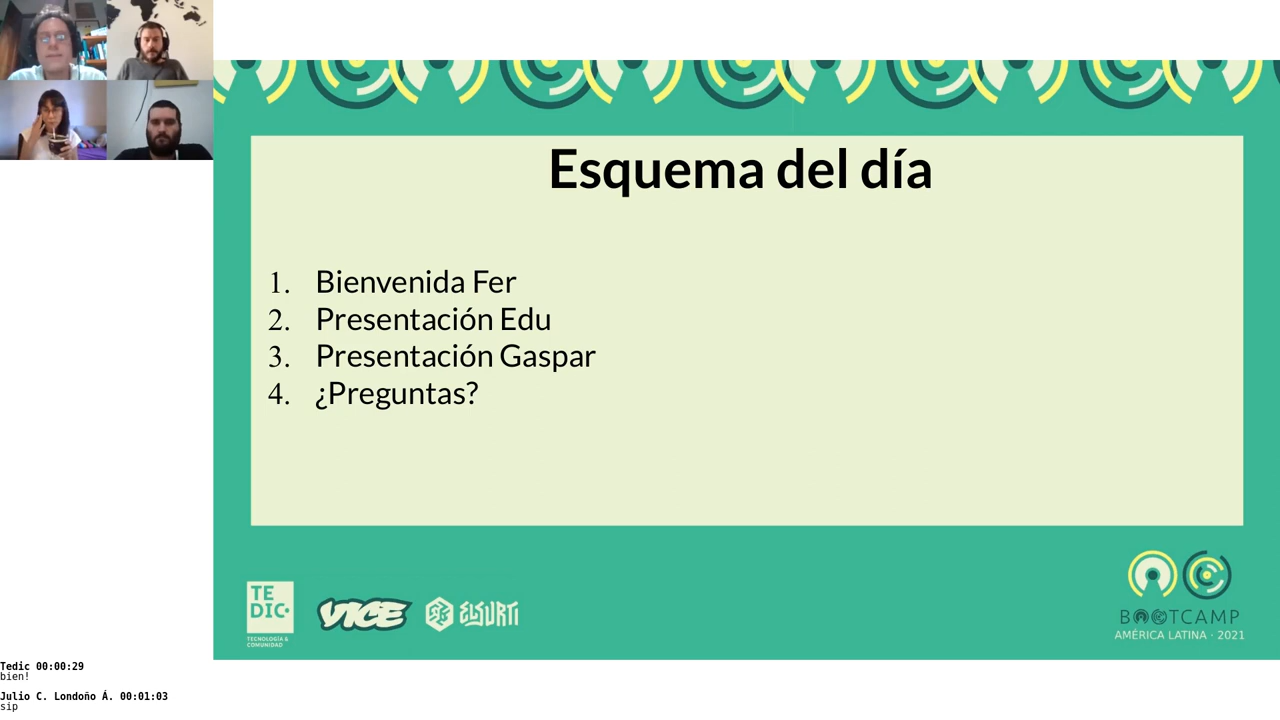 Esquema del día
1. Bienvenida Fer
2. Presentación Edu
3. Presentación Gaspar
4. ¿Preguntas?
TE
DIC
TECNOLOGÍA &
COMUNIDAD
VICE
ELSURTI
BOOTCAMP
AMÉRICA LATINA · 2021
Tedic 00:00:29
bien!
Julio C. Londoño Á. 00:01:03
sip